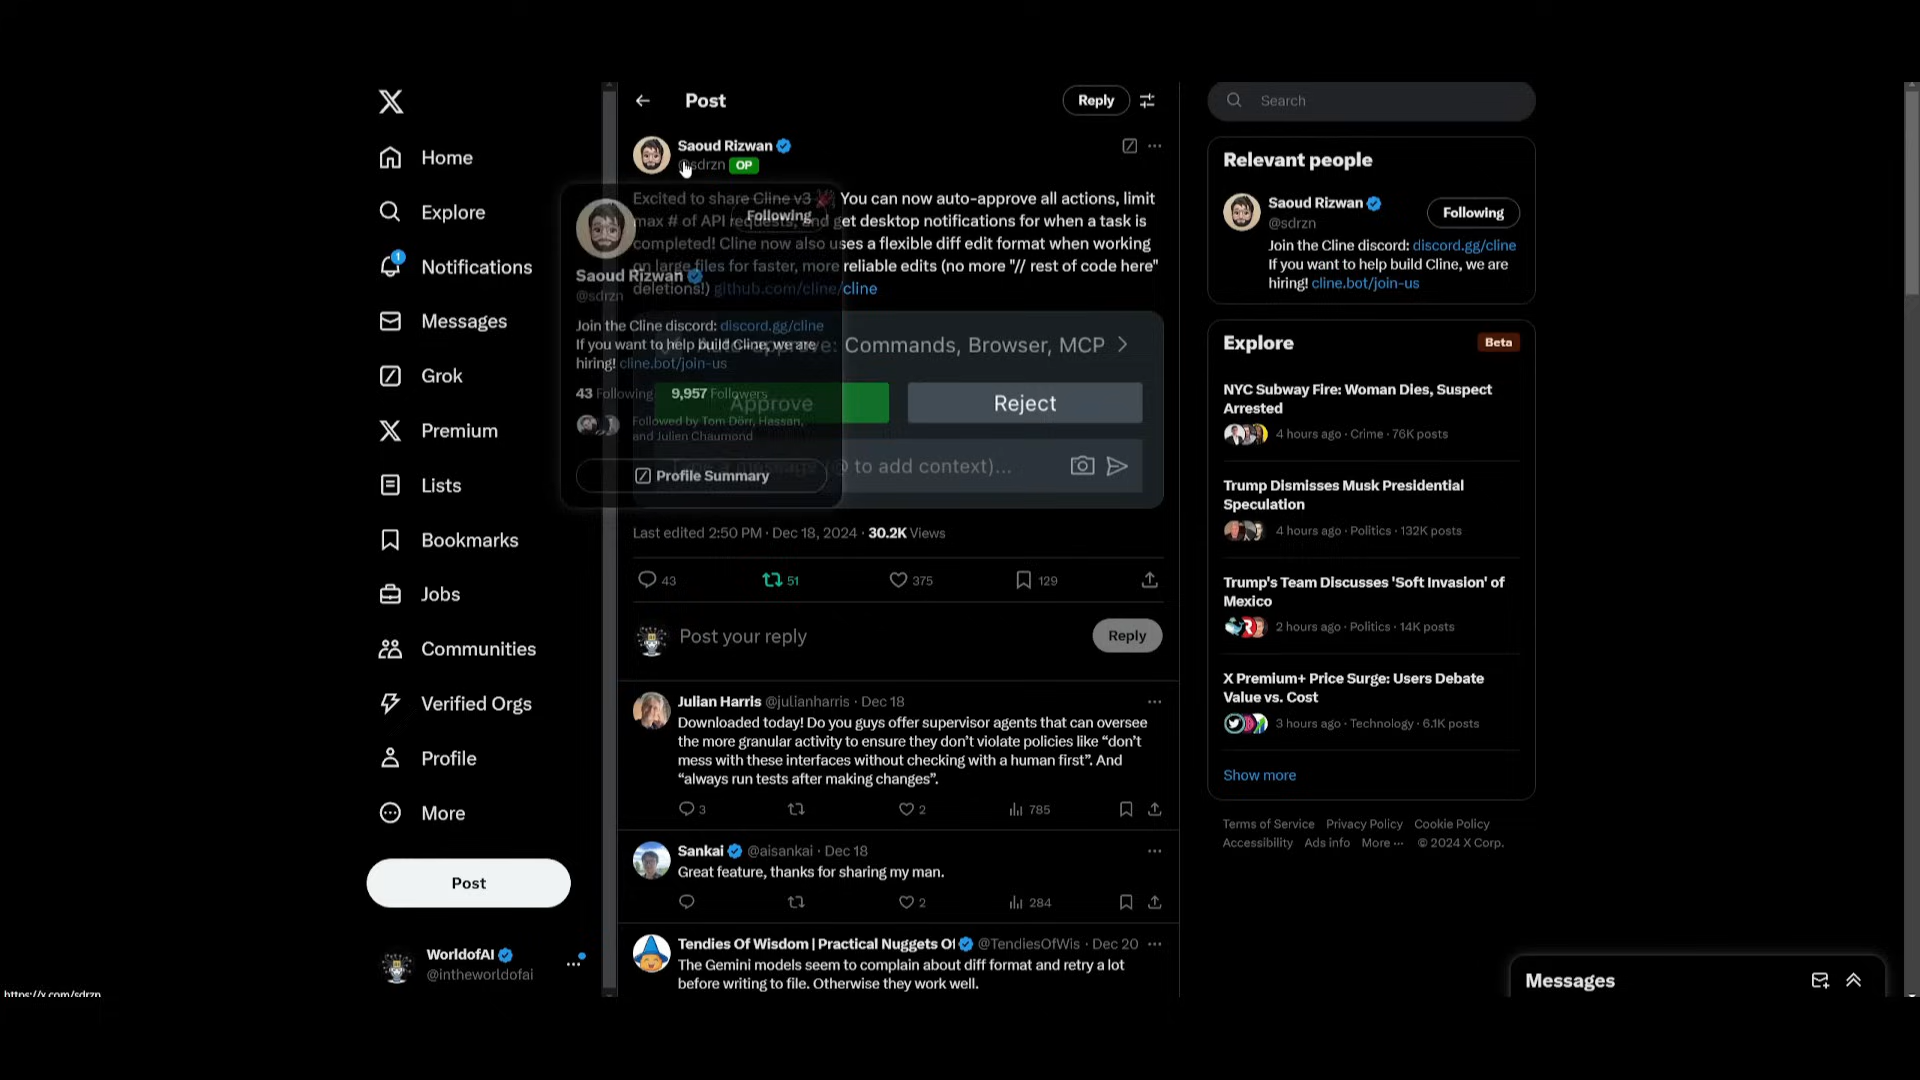 Home
Explore
1
Notifications
Messages
Grok
Premium
Lists
Bookmarks
Jobs
Communities
Verified Orgs
Profile
More
Post
WorldofAI
@intheworldofai
https://x.com/sdrzn
Post
Reply
Saoud Rizwan
@sdrzn OP
Excited to share Cline v3 You can now auto-approve all actions, limit
max # of API requests, and get desktop notifications for when a task is
completed! Cline now also uses a flexible diff edit format when working
on large files for faster, more reliable edits (no more "// rest of code here"
deletions!) github.com/cline/cline
Following
Saoud Rizwan
@sdrzn
Join the Cline discord: discord.gg/cline
If you want to help build Cline, we are
hiring! cline.bot/join-us
43 Following 9,957 Followers
Followed by Tom Dörr, Hassan,
and Julien Chaumond
Profile Summary
Auto-approve: Commands, Browser, MCP
Approve
Reject
(@ to add context)...
Last edited 2:50 PM · Dec 18, 2024 · 30.2K Views
43
51
375
129
Post your reply
Reply
Julian Harris @julianharris · Dec 18
Downloaded today! Do you guys offer supervisor agents that can oversee
the more granular activity to ensure they don’t violate policies like “don’t
mess with these interfaces without checking with a human first”. And
“always run tests after making changes”.
3
2
785
Sankai @aisankai · Dec 18
Great feature, thanks for sharing my man.
2
284
Tendies Of Wisdom | Practical Nuggets Of @TendiesOfWis · Dec 20
The Gemini models seem to complain about diff format and retry a lot
before writing to file. Otherwise they work well.
Search
Relevant people
Saoud Rizwan
@sdrzn
Following
Join the Cline discord: discord.gg/cline
If you want to help build Cline, we are
hiring! cline.bot/join-us
Explore
Beta
NYC Subway Fire: Woman Dies, Suspect
Arrested
4 hours ago · Crime · 76K posts
Trump Dismisses Musk Presidential
Speculation
4 hours ago · Politics · 132K posts
Trump's Team Discusses 'Soft Invasion' of
Mexico
2 hours ago · Politics · 14K posts
X Premium+ Price Surge: Users Debate
Value vs. Cost
3 hours ago · Technology · 6.1K posts
Show more
Terms of Service Privacy Policy Cookie Policy
Accessibility Ads info More ··· © 2024 X Corp.
Messages